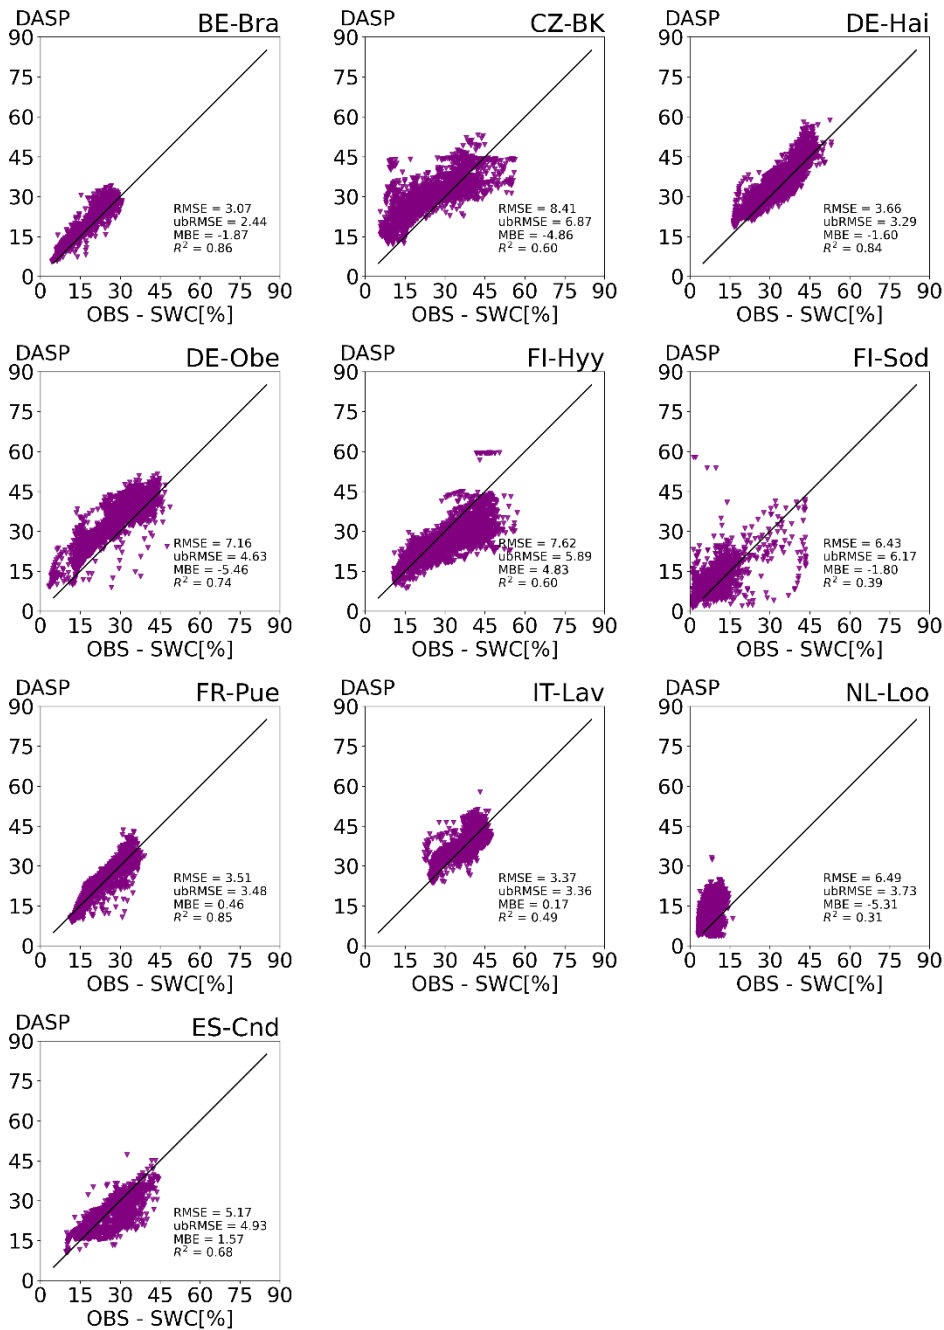 DASP BE-Bra
90
75
60
45
30
15
0
RMSE = 3.07
ubRMSE = 2.44
MBE = -1.87
R² = 0.86
0 15 30 45 60 75 90
OBS - SWC[%]
DASP CZ-BK
90
75
60
45
30
15
0
RMSE = 8.41
ubRMSE = 6.87
MBE = -4.86
R² = 0.60
0 15 30 45 60 75 90
OBS - SWC[%]
DASP DE-Hai
90
75
60
45
30
15
0
RMSE = 3.66
ubRMSE = 3.29
MBE = -1.60
R² = 0.84
0 15 30 45 60 75 90
OBS - SWC[%]
DASP DE-Obe
90
75
60
45
30
15
0
RMSE = 7.16
ubRMSE = 4.63
MBE = -5.46
R² = 0.74
0 15 30 45 60 75 90
OBS - SWC[%]
DASP FI-Hyy
90
75
60
45
30
15
0
RMSE = 7.62
ubRMSE = 5.89
MBE = 4.83
R² = 0.60
0 15 30 45 60 75 90
OBS - SWC[%]
DASP FI-Sod
90
75
60
45
30
15
0
RMSE = 6.43
ubRMSE = 6.17
MBE = -1.80
R² = 0.39
0 15 30 45 60 75 90
OBS - SWC[%]
DASP FR-Pue
90
75
60
45
30
15
0
RMSE = 3.51
ubRMSE = 3.48
MBE = 0.46
R² = 0.85
0 15 30 45 60 75 90
OBS - SWC[%]
DASP IT-Lav
90
75
60
45
30
15
0
RMSE = 3.37
ubRMSE = 3.36
MBE = 0.17
R² = 0.49
0 15 30 45 60 75 90
OBS - SWC[%]
DASP NL-Loo
90
75
60
45
30
15
0
RMSE = 6.49
ubRMSE = 3.73
MBE = -5.31
R² = 0.31
0 15 30 45 60 75 90
OBS - SWC[%]
DASP ES-Cnd
90
75
60
45
30
15
0
RMSE = 5.17
ubRMSE = 4.93
MBE = 1.57
R² = 0.68
0 15 30 45 60 75 90
OBS - SWC[%]